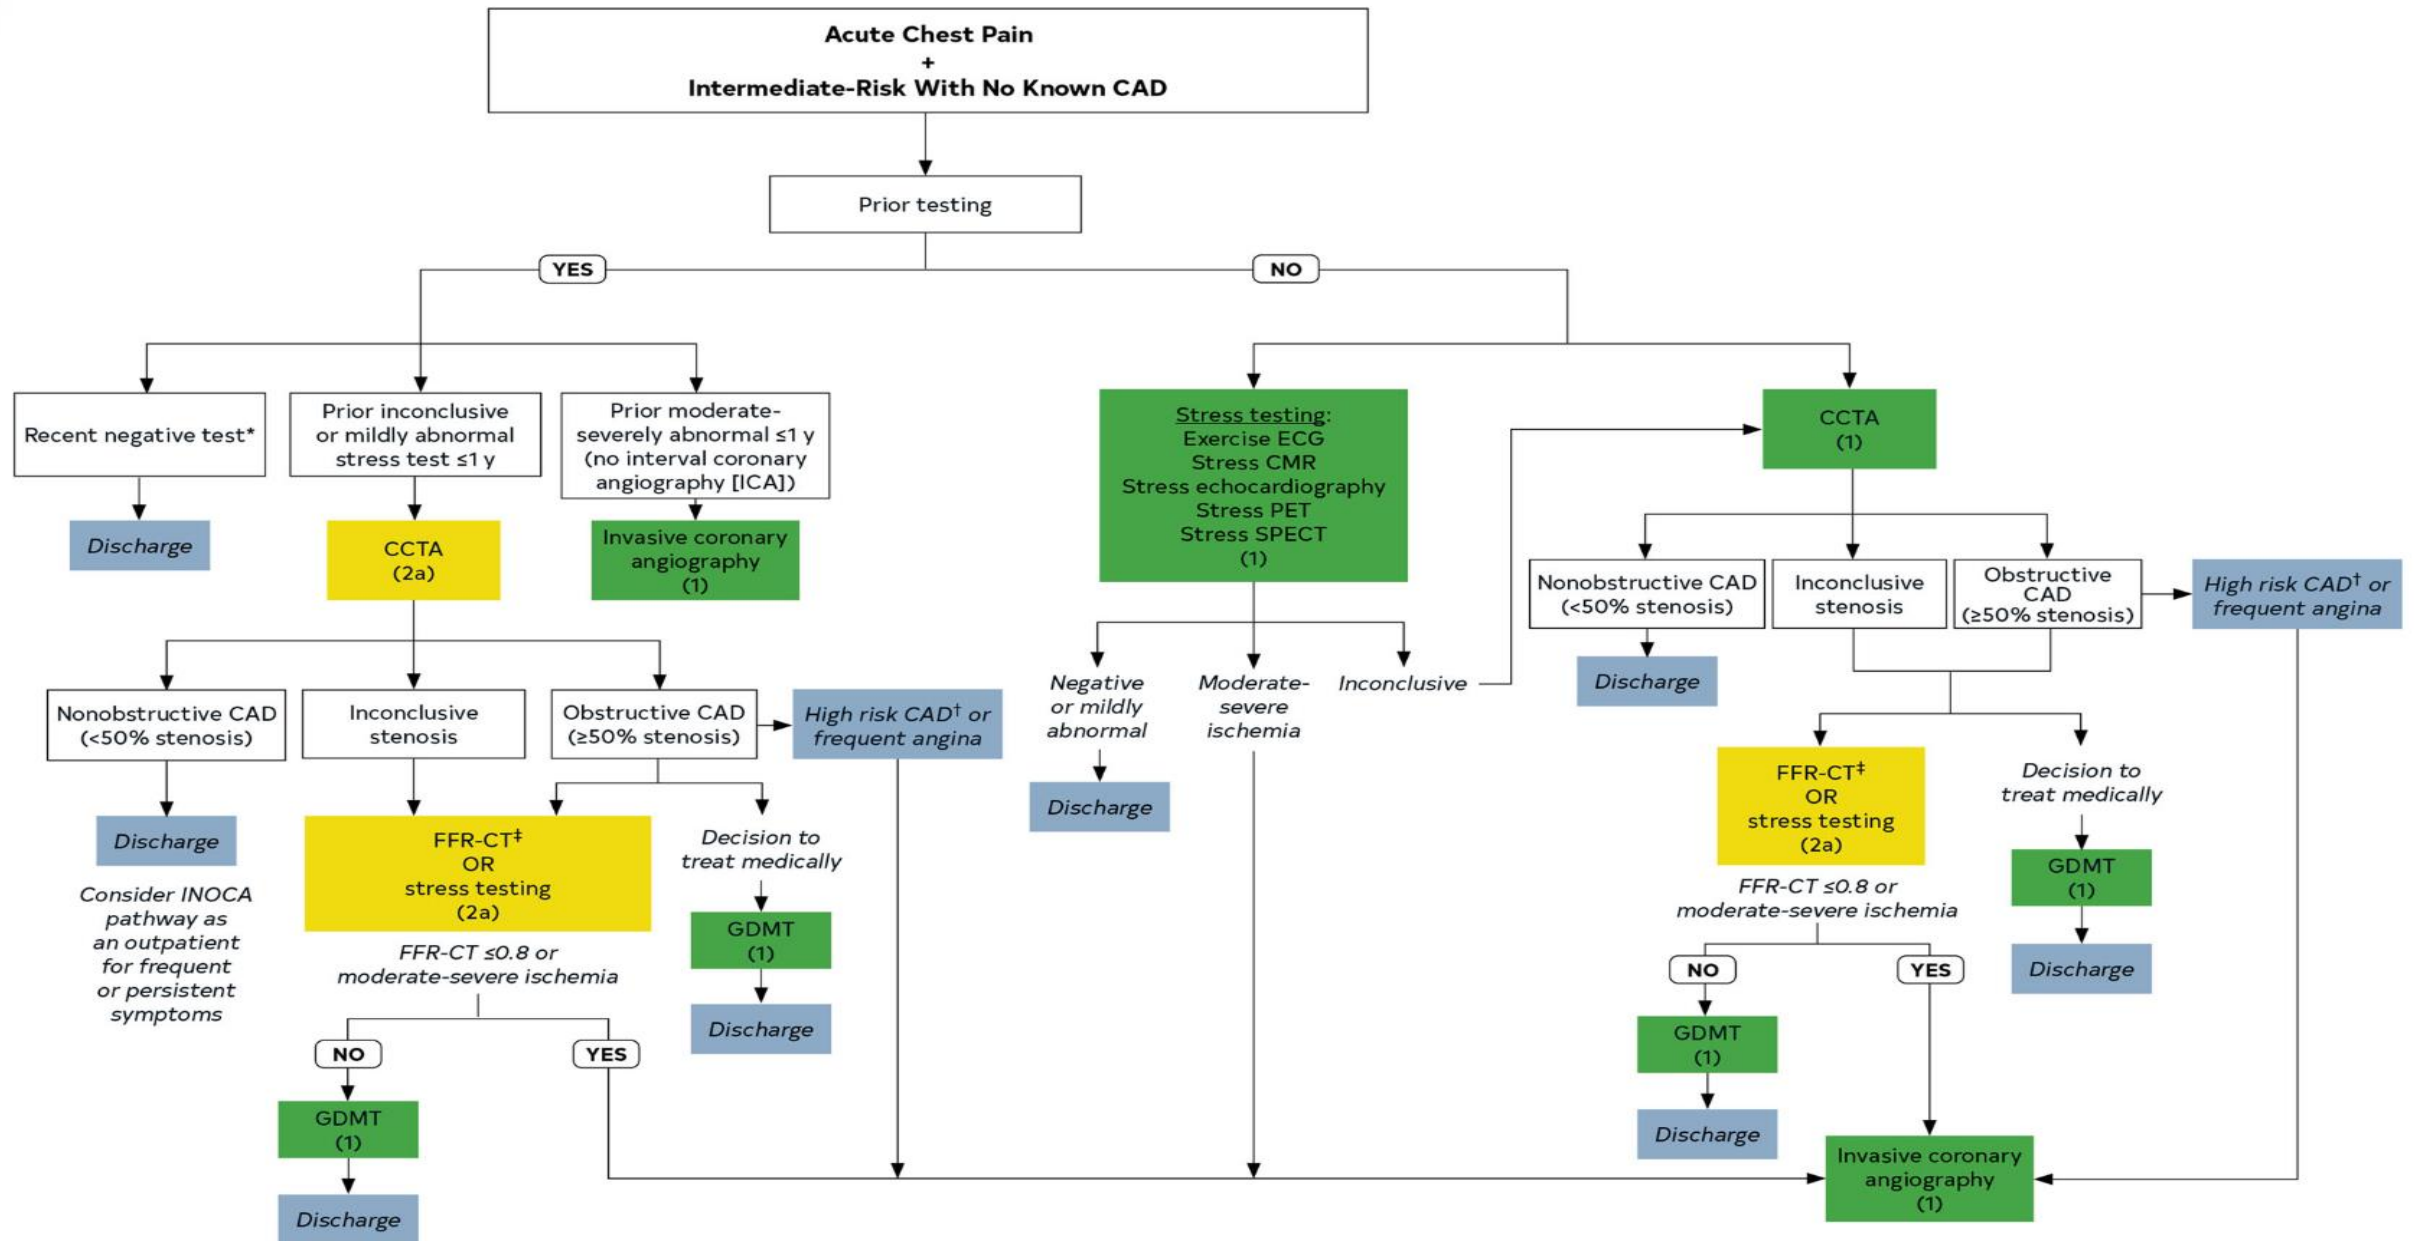 Acute Chest Pain
+
Intermediate-Risk With No Known CAD
Prior testing
YES
NO
Recent negative test*
Discharge
Prior inconclusive
or mildly abnormal
stress test ≤1 y
CCTA
(2a)
Prior moderate-
severely abnormal ≤1 y
(no interval coronary
angiography [ICA])
Invasive coronary
angiography
(1)
Nonobstructive CAD
(<50% stenosis)
Discharge
Consider INOCA
pathway as
an outpatient
for frequent
or persistent
symptoms
Inconclusive
stenosis
Obstructive CAD
(≥50% stenosis)
High risk CAD† or
frequent angina
FFR-CT‡
OR
stress testing
(2a)
FFR-CT ≤0.8 or
moderate-severe ischemia
NO
YES
GDMT
(1)
Discharge
Decision to
treat medically
GDMT
(1)
Discharge
Stress testing:
Exercise ECG
Stress CMR
Stress echocardiography
Stress PET
Stress SPECT
(1)
Negative
or mildly
abnormal
Discharge
Moderate-
severe
ischemia
Inconclusive
CCTA
(1)
Nonobstructive CAD
(<50% stenosis)
Discharge
Inconclusive
stenosis
Obstructive
CAD
(≥50% stenosis)
High risk CAD† or
frequent angina
FFR-CT‡
OR
stress testing
(2a)
FFR-CT ≤0.8 or
moderate-severe ischemia
NO
YES
GDMT
(1)
Discharge
Decision to
treat medically
GDMT
(1)
Discharge
Invasive coronary
angiography
(1)